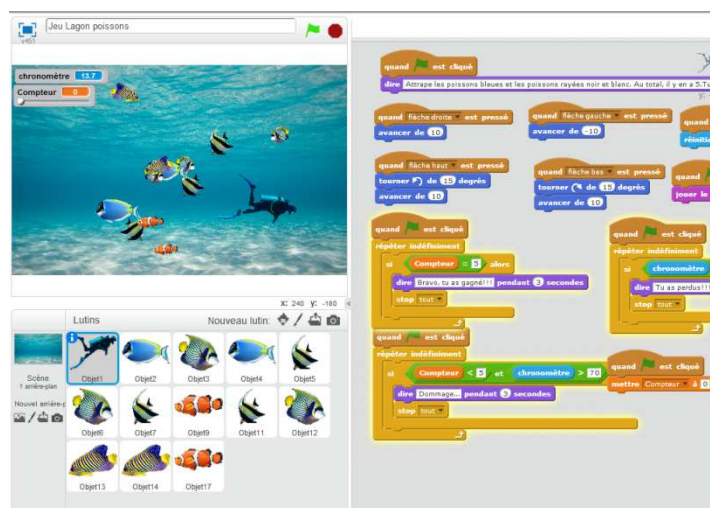 Jeu Lagon poissons
v451
chronomètre 13.7
Compteur 0
X: 240 y: -180
Lutins
Nouveau lutin:
Scène
1 arrière-plan
Nouvel arrière-p
Objet1
Objet2
Objet3
Objet4
Objet5
Objet6
Objet7
Objet9
Objet11
Objet12
Objet13
Objet14
Objet17
quand est cliqué
dire Attrape les poissons bleues et les poissons rayées noir et blanc. Au total, il y en a 5.Tu
quand flèche droite est pressé
avancer de 10
quand flèche gauche est pressé
avancer de -10
quand
réinitia
quand flèche haut est pressé
tourner de 15 degrés
avancer de 10
quand flèche bas est pressé
tourner de 15 degrés
avancer de 10
quand
jouer le
quand est cliqué
répéter indéfiniment
si Compteur = 5 alors
dire Bravo, tu as gagné!!! pendant 3 secondes
stop tout
quand est cliqué
répéter indéfiniment
si chronomètre
dire Tu as perdus!!!
stop tout
quand est cliqué
répéter indéfiniment
si Compteur < 5 et chronomètre > 70
dire Dommage... pendant 3 secondes
stop tout
quand est cliqué
mettre Compteur à 0